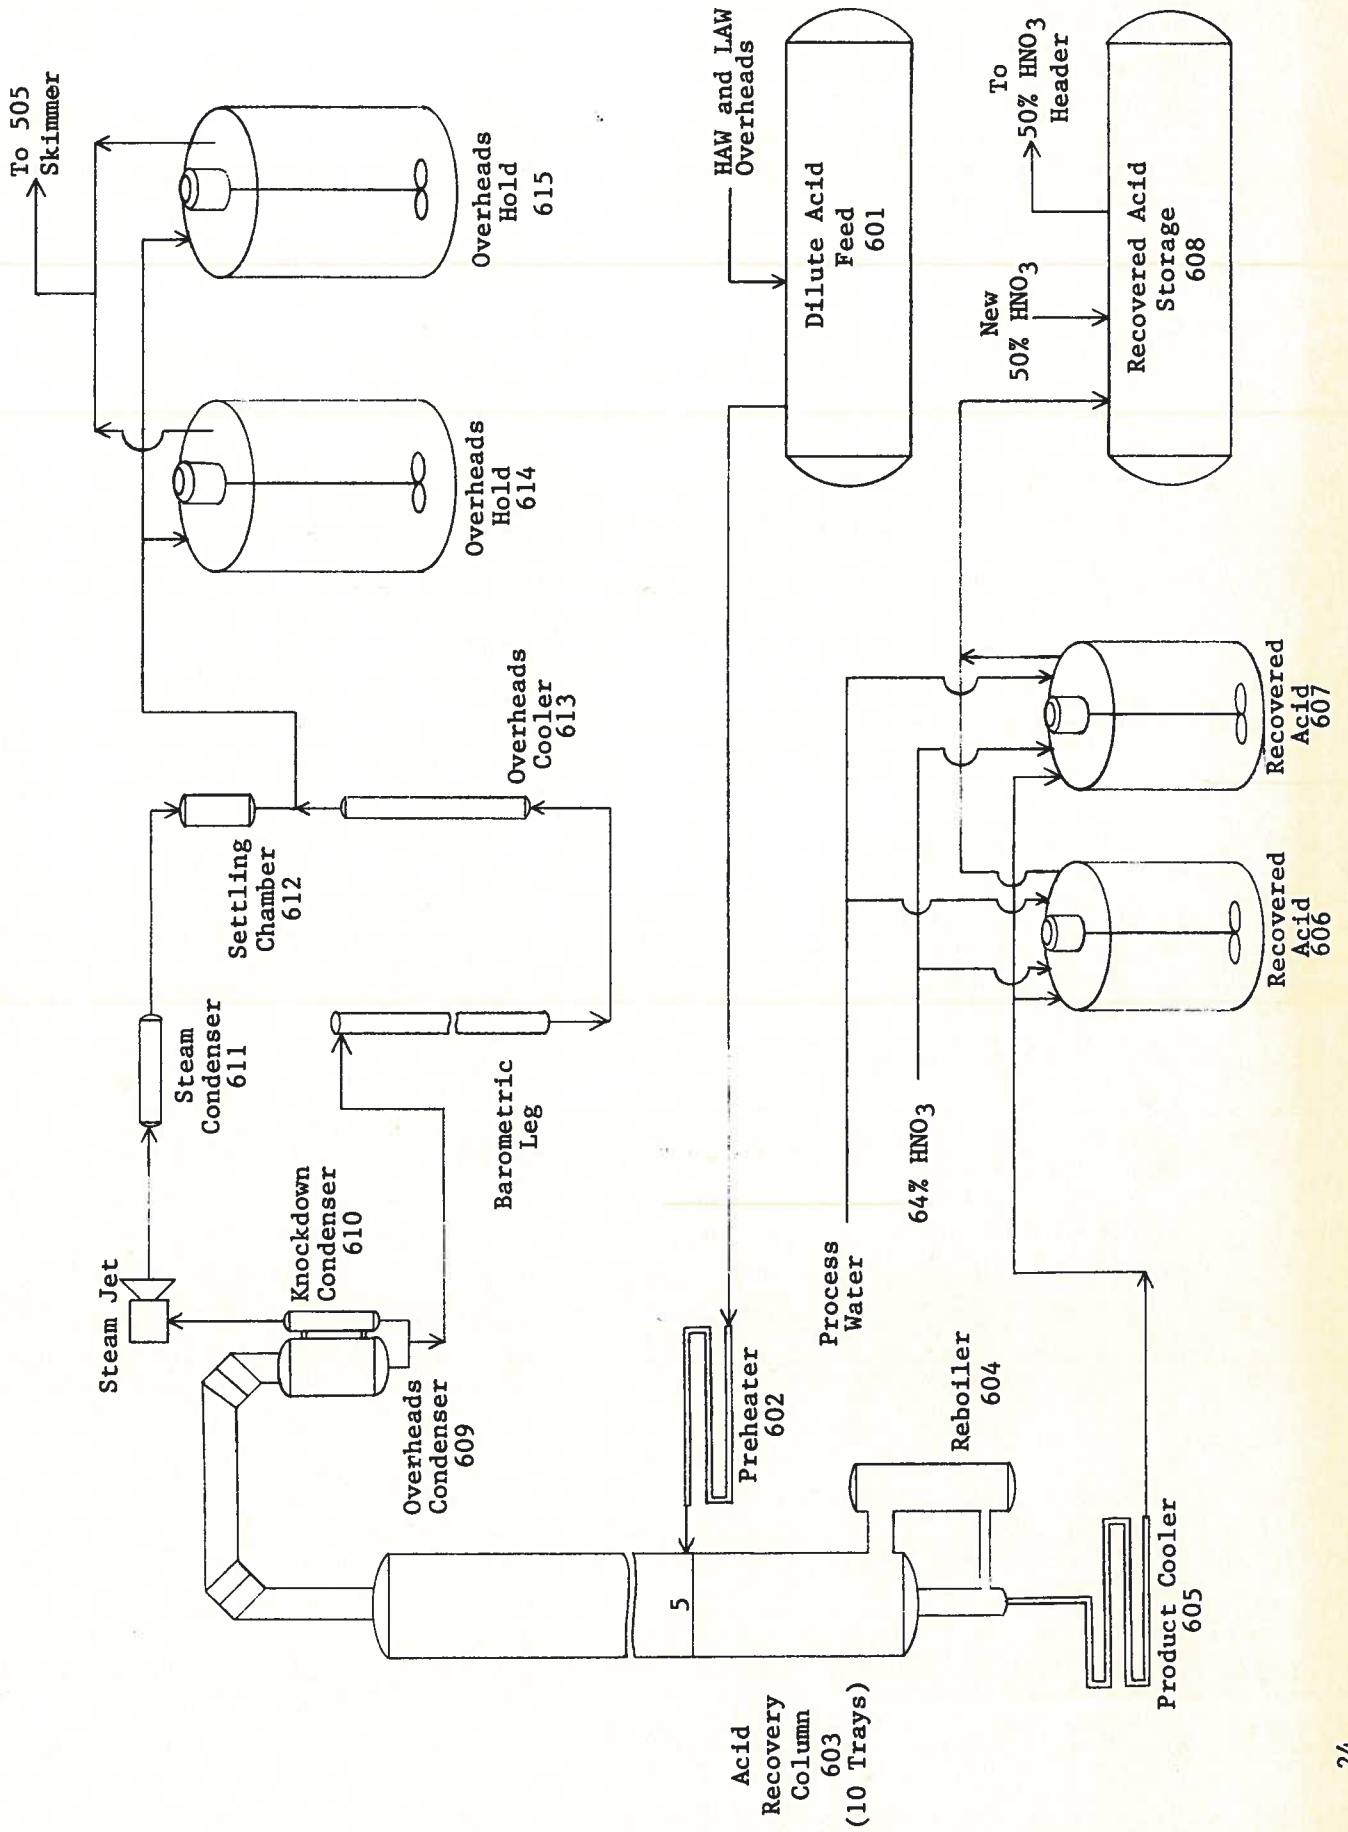 To 505
Skimmer
Steam Jet
Steam
Condenser
611
Knockdown
Condenser
610
Settling
Chamber
612
Overheads
Hold
614
Overheads
Hold
615
Overheads
Condenser
609
Barometric
Leg
Overheads
Cooler
613
HAW and LAW
Overheads
5
Preheater
602
Dilute Acid
Feed
601
Acid
Recovery
Column
603
(10 Trays)
Reboiler
604
Process
Water
64% HNO3
New
50% HNO3
To
50% HNO3
Header
Recovered Acid
Storage
608
Product Cooler
605
Recovered
Acid
606
Recovered
Acid
607
24